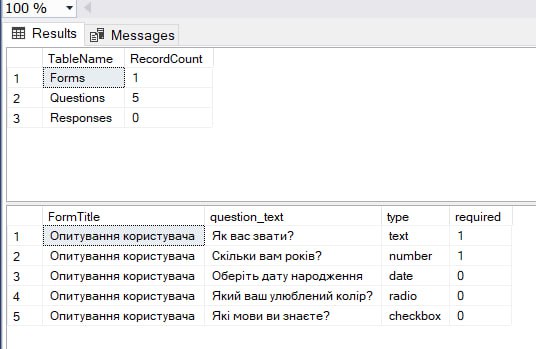 100 %
Results Messages
TableName RecordCount
1 Forms 1
2 Questions 5
3 Responses 0
FormTitle question_text type required
1 Опитування користувача Як вас звати? text 1
2 Опитування користувача Скільки вам років? number 1
3 Опитування користувача Оберіть дату народження date 0
4 Опитування користувача Який ваш улюблений колір? radio 0
5 Опитування користувача Які мови ви знаєте? checkbox 0